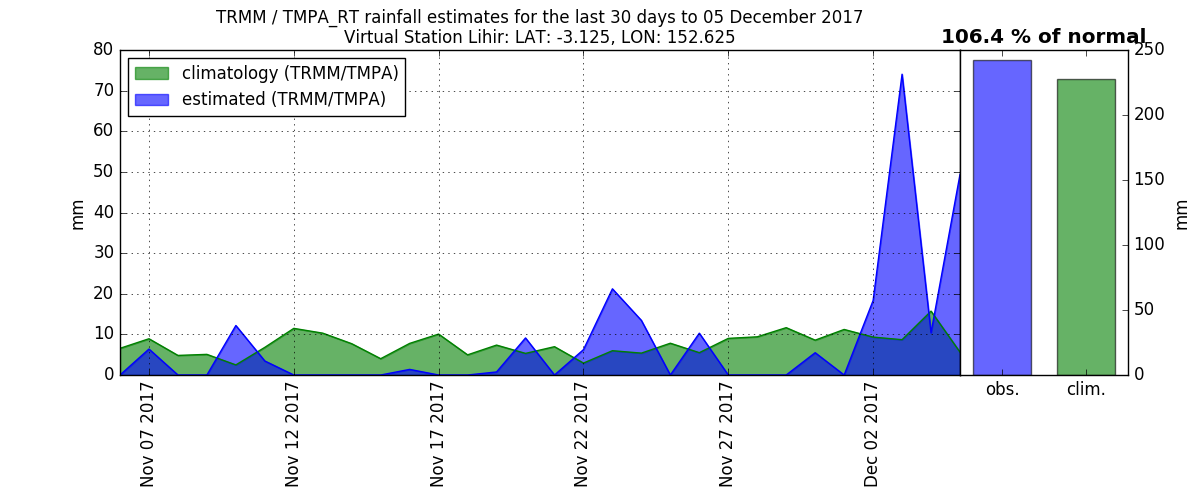 TRMM / TMPA_RT rainfall estimates for the last 30 days to 05 December 2017
Virtual Station Lihir: LAT: -3.125, LON: 152.625
106.4 % of normal
climatology (TRMM/TMPA)
estimated (TRMM/TMPA)
80
70
60
50
40
30
20
10
0
mm
250
200
150
100
50
0
mm
Nov 07 2017
Nov 12 2017
Nov 17 2017
Nov 22 2017
Nov 27 2017
Dec 02 2017
obs.
clim.